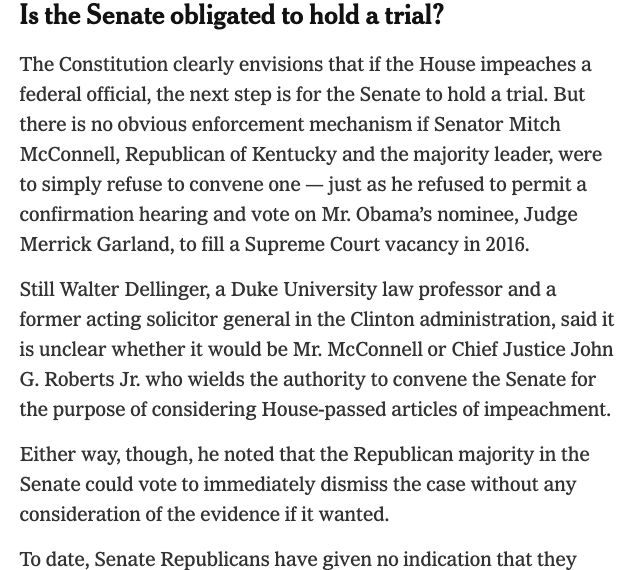 Is the Senate obligated to hold a trial?
The Constitution clearly envisions that if the House impeaches a
federal official, the next step is for the Senate to hold a trial. But
there is no obvious enforcement mechanism if Senator Mitch
McConnell, Republican of Kentucky and the majority leader, were
to simply refuse to convene one — just as he refused to permit a
confirmation hearing and vote on Mr. Obama’s nominee, Judge
Merrick Garland, to fill a Supreme Court vacancy in 2016.
Still Walter Dellinger, a Duke University law professor and a
former acting solicitor general in the Clinton administration, said it
is unclear whether it would be Mr. McConnell or Chief Justice John
G. Roberts Jr. who wields the authority to convene the Senate for
the purpose of considering House-passed articles of impeachment.
Either way, though, he noted that the Republican majority in the
Senate could vote to immediately dismiss the case without any
consideration of the evidence if it wanted.
To date, Senate Republicans have given no indication that they